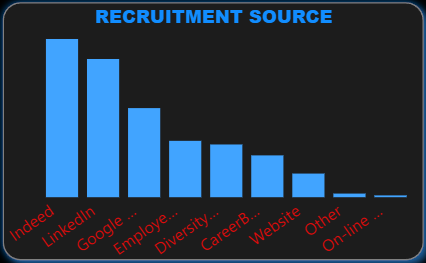 RECRUITMENT SOURCE
Indeed
LinkedIn
Google ...
Employe...
Diversity...
CareerB...
Website
Other
On-line ...